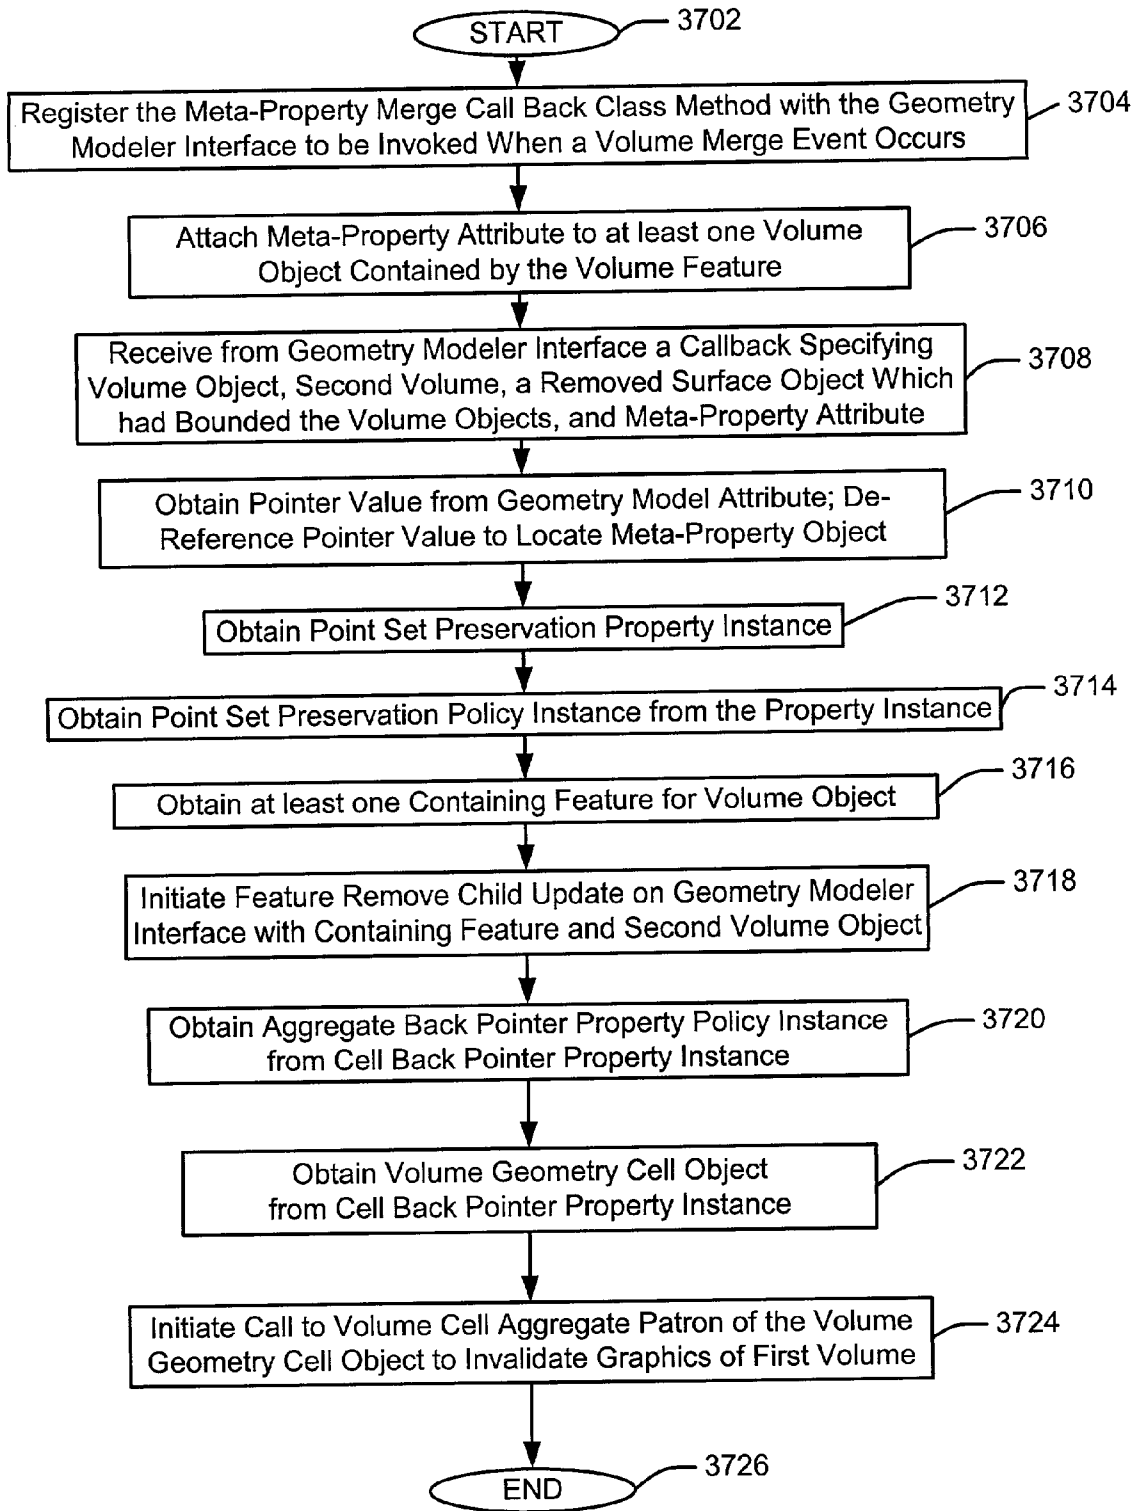 START
3702
Register the Meta-Property Merge Call Back Class Method with the Geometry
Modeler Interface to be Invoked When a Volume Merge Event Occurs
3704
Attach Meta-Property Attribute to at least one Volume
Object Contained by the Volume Feature
3706
Receive from Geometry Modeler Interface a Callback Specifying
Volume Object, Second Volume, a Removed Surface Object Which
had Bounded the Volume Objects, and Meta-Property Attribute
3708
Obtain Pointer Value from Geometry Model Attribute; De-
Reference Pointer Value to Locate Meta-Property Object
3710
Obtain Point Set Preservation Property Instance
3712
Obtain Point Set Preservation Policy Instance from the Property Instance
3714
Obtain at least one Containing Feature for Volume Object
3716
Initiate Feature Remove Child Update on Geometry Modeler
Interface with Containing Feature and Second Volume Object
3718
Obtain Aggregate Back Pointer Property Policy Instance
from Cell Back Pointer Property Instance
3720
Obtain Volume Geometry Cell Object
from Cell Back Pointer Property Instance
3722
Initiate Call to Volume Cell Aggregate Patron of the Volume
Geometry Cell Object to Invalidate Graphics of First Volume
3724
END
3726